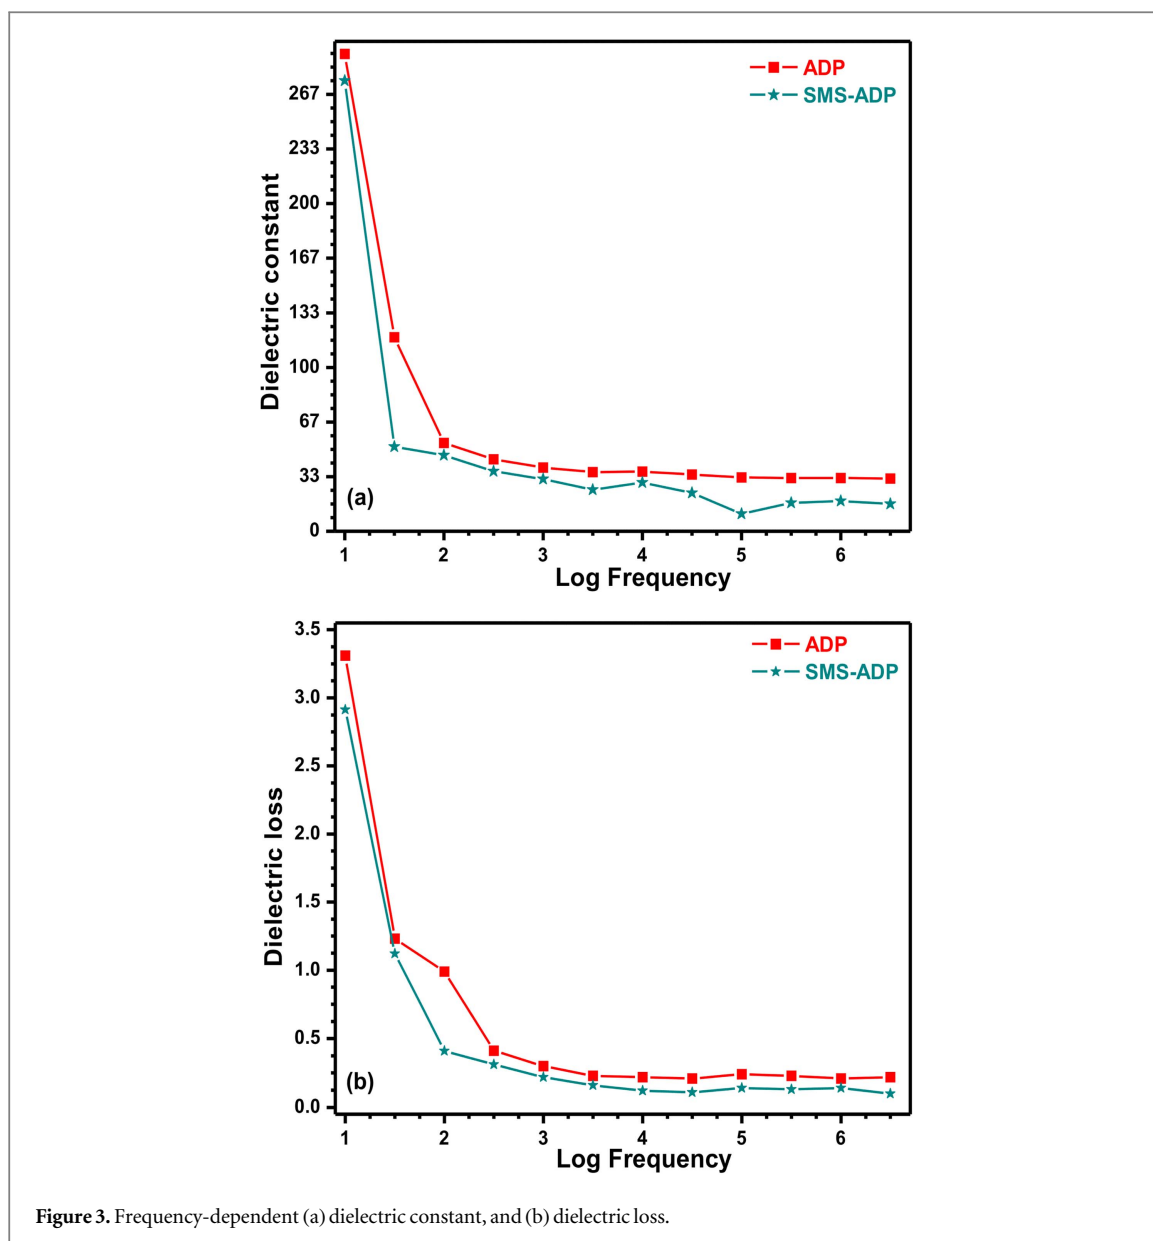 ADP
SMS-ADP
267
233
200
167
133
100
67
33
0
Dielectric constant
(a)
1 2 3 4 5 6
Log Frequency
3.5
3.0
2.5
2.0
1.5
1.0
0.5
0.0
Dielectric loss
ADP
SMS-ADP
(b)
1 2 3 4 5 6
Log Frequency
Figure 3. Frequency-dependent (a) dielectric constant, and (b) dielectric loss.